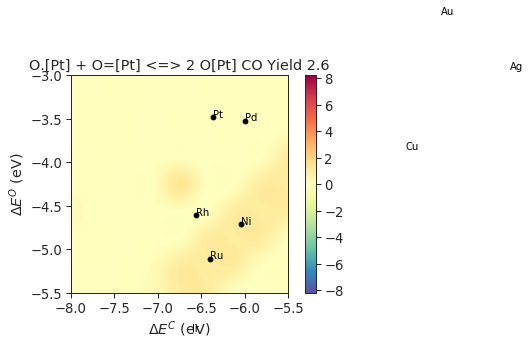 Au
Ag
Cu
O.[Pt] + O=[Pt] <=> 2 O[Pt] CO Yield 2.6
−3.0
−3.5
−4.0
−4.5
−5.0
−5.5
ΔE^O (eV)
Pt
Pd
Rh
Ni
Ru
8
6
4
2
0
−2
−4
−6
−8
−8.0 −7.5 −7.0 −6.5 −6.0 −5.5
ΔE^C (eV)
Ir